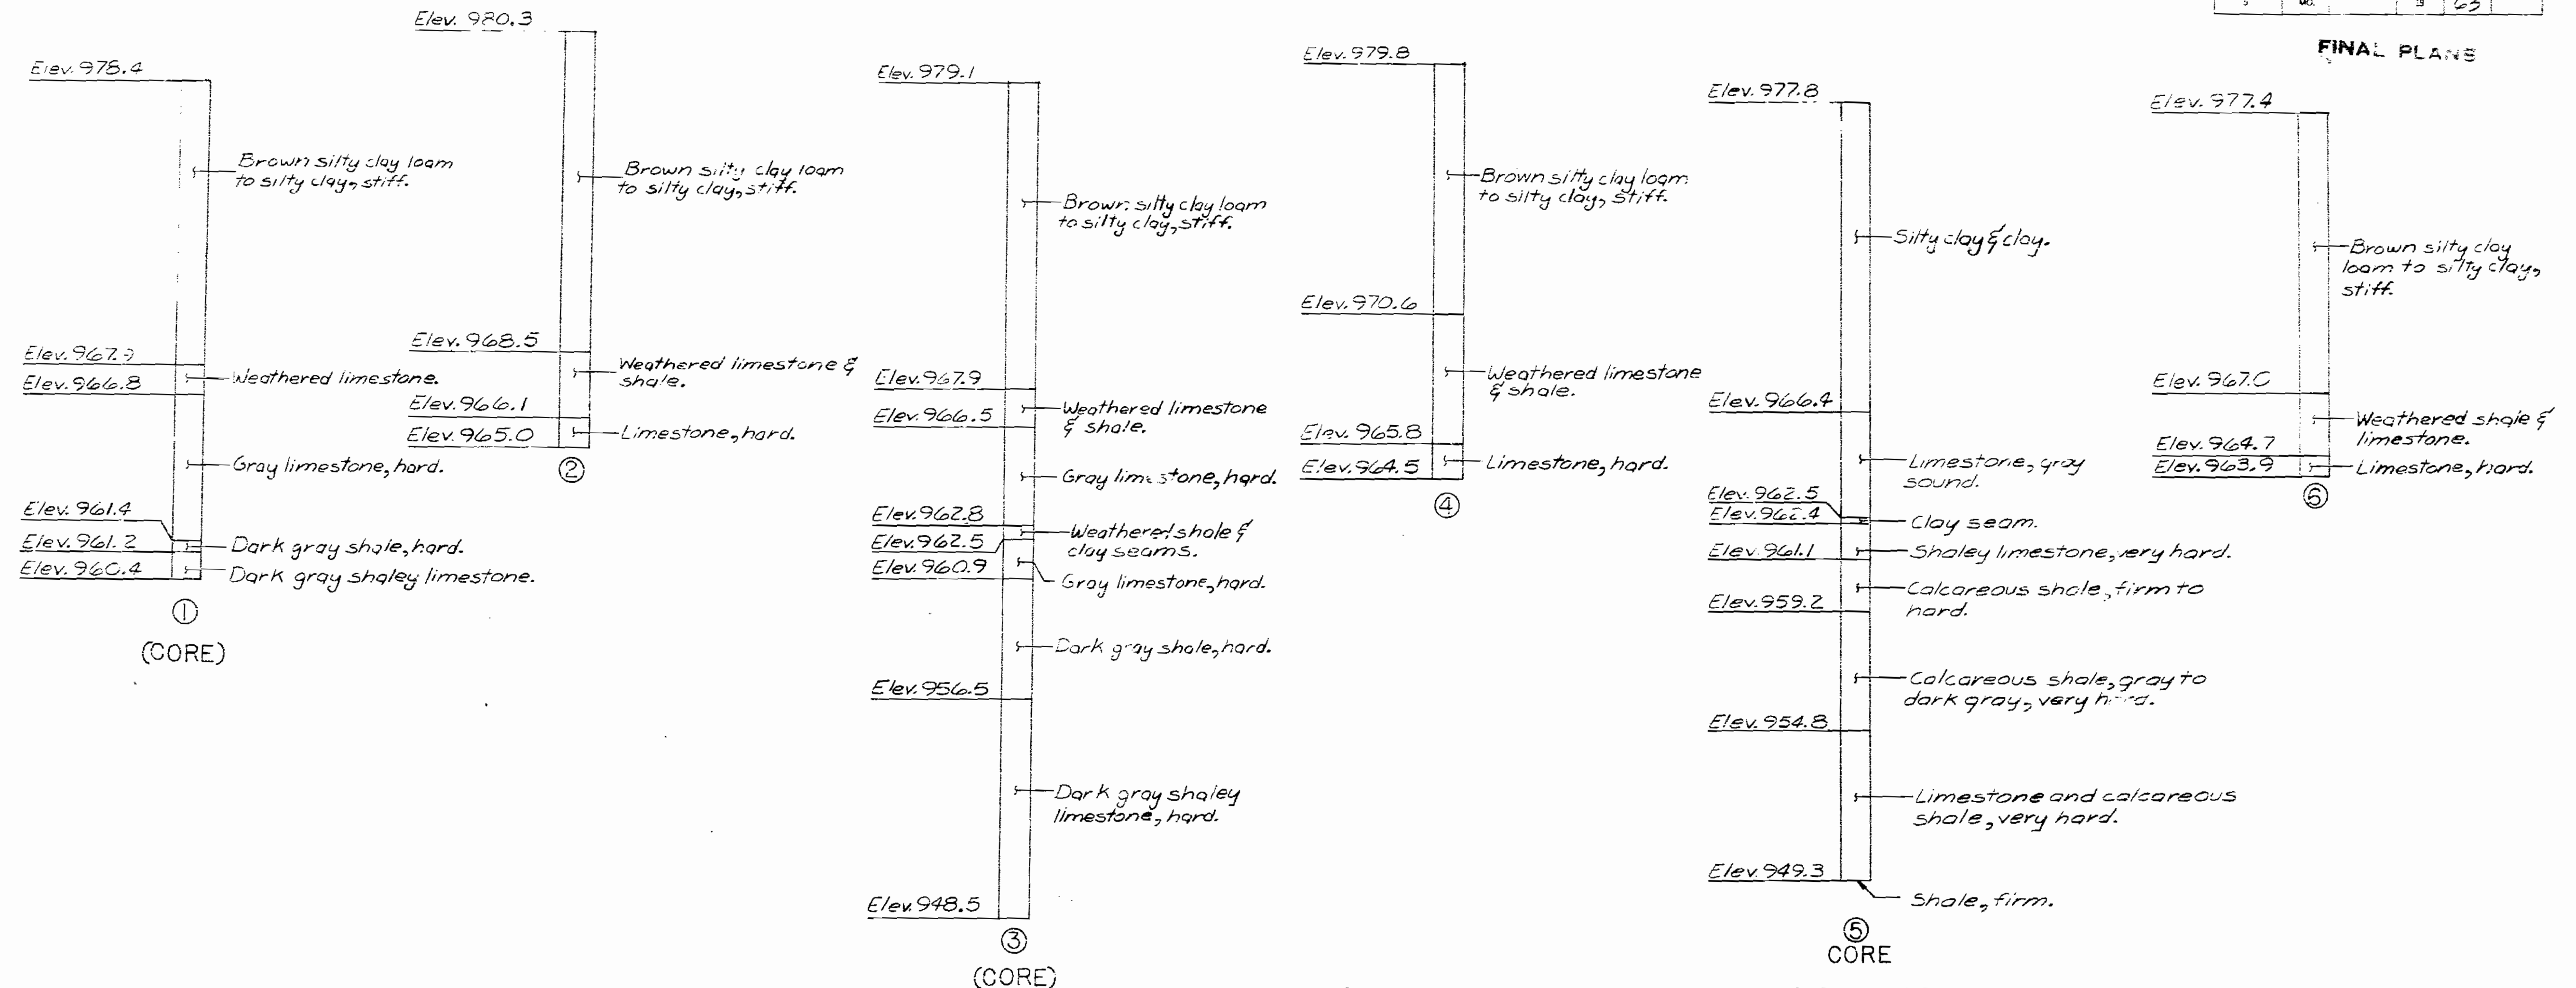 FINAL PLANS
Elev. 978.4
Brown silty clay loam
to silty clay, stiff.
Elev. 966.8
Weathered limestone.
Gray limestone, hard.
Elev. 961.4
Elev. 961.2
Dark gray shale, hard.
Elev. 960.4
Dark gray shaley limestone.
①
(CORE)
Elev. 980.3
Brown silty clay loam
to silty clay, stiff.
Elev. 968.5
Weathered limestone &
shale.
Elev. 966.1
Elev. 965.0
Limestone, hard.
②
Elev. 979.1
Brown silty clay loam
to silty clay, stiff.
Elev. 967.9
Weathered limestone
& shale.
Elev. 966.5
Gray limestone, hard.
Elev. 962.8
Weathered shale &
clay seams.
Elev. 962.5
Elev. 960.9
Gray limestone, hard.
Dark gray shale, hard.
Elev. 956.5
Dark gray shaley
limestone, hard.
Elev. 948.5
③
(CORE)
Elev. 979.8
Brown silty clay loam
to silty clay, stiff.
Elev. 970.6
Weathered limestone
& shale.
Elev. 965.8
Elev. 964.5
Limestone, hard.
④
Elev. 977.8
Silty clay & clay.
Elev. 966.4
Limestone, gray
sound.
Elev. 962.5
Elev. 962.4
Clay seam.
Elev. 961.1
Shaley limestone, very hard.
Calcareous shale, firm to
hard.
Elev. 959.2
Calcareous shale, gray to
dark gray, very hard.
Elev. 954.8
Limestone and calcareous
shale, very hard.
Elev. 949.3
Shale, firm.
⑤
CORE
Elev. 977.4
Brown silty clay
loam to silty clay,
stiff.
Elev. 967.0
Weathered shale &
limestone.
Elev. 964.7
Elev. 963.9
Limestone, hard.
⑥